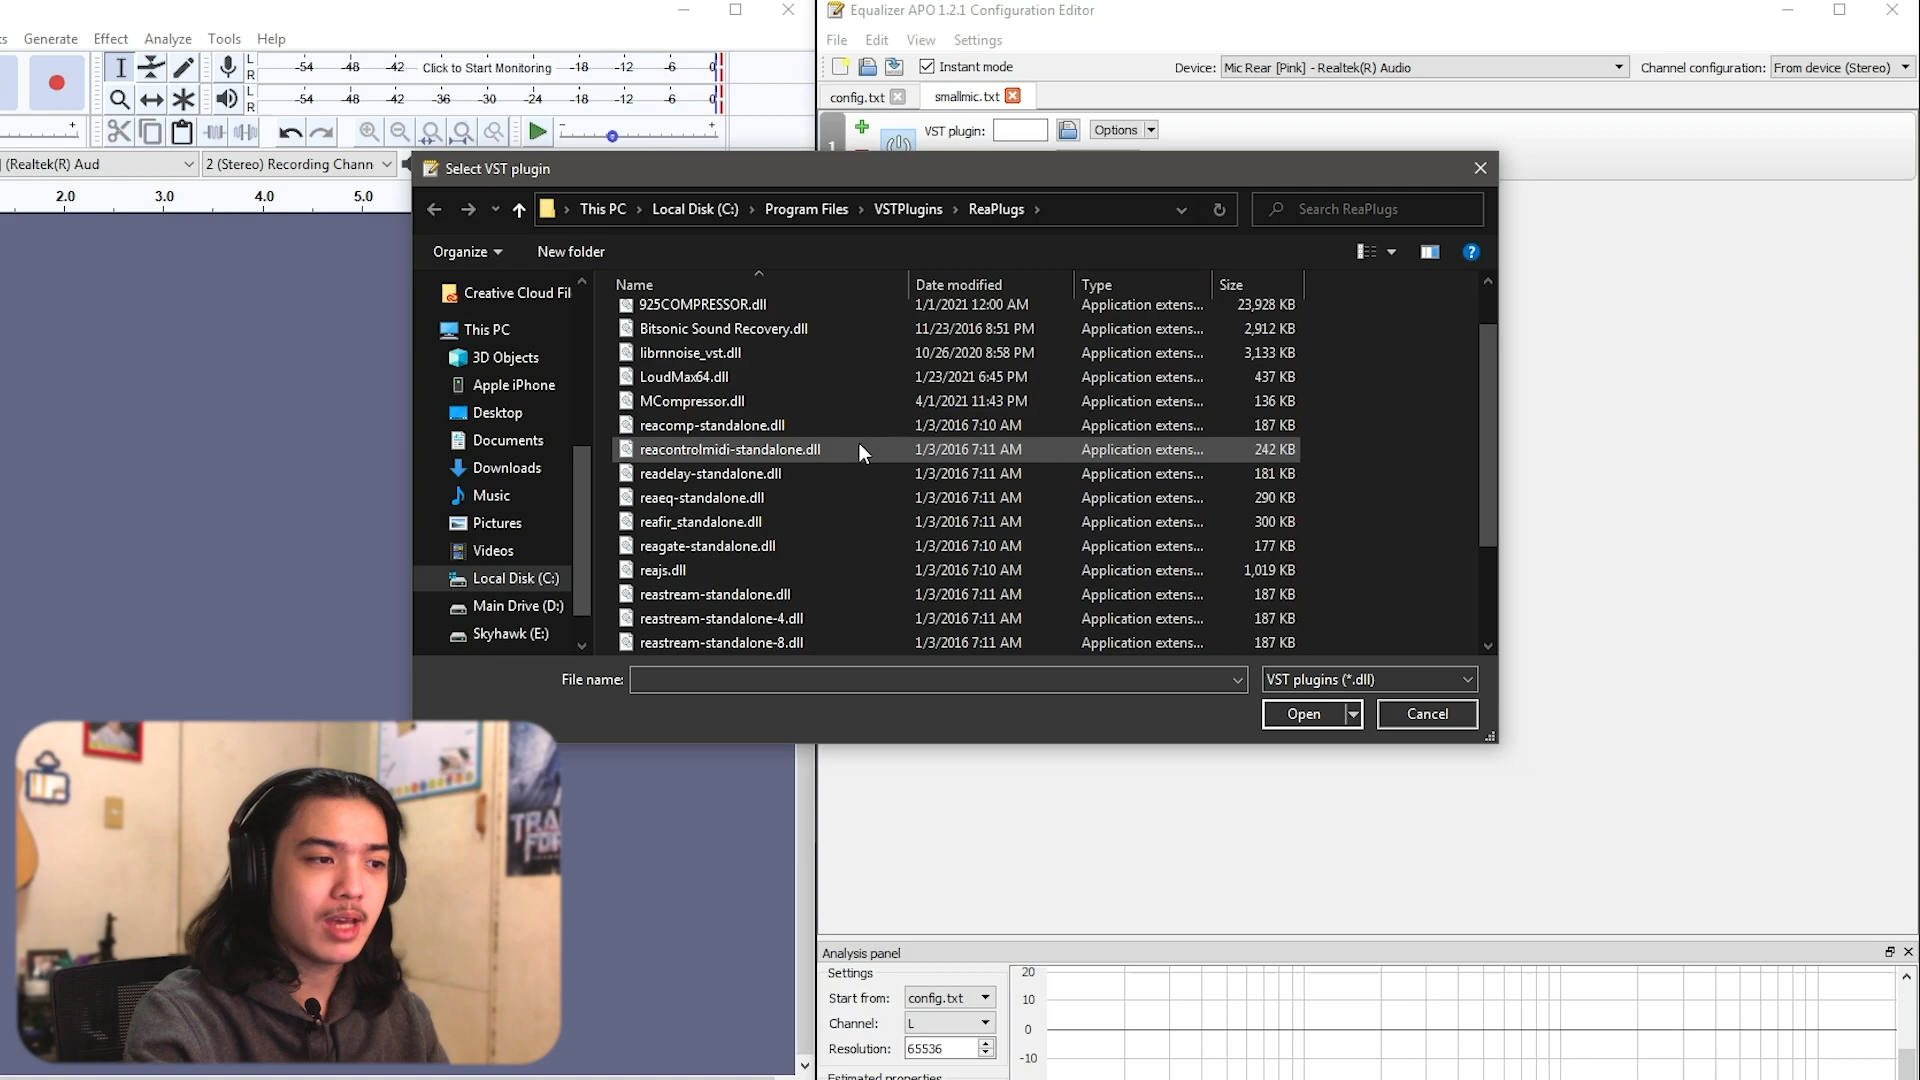 Equalizer APO 1.2.1 Configuration Editor
Generate Effect Analyze Tools Help
File Edit View Settings
L -54 -48 -42 Click to Start Monitoring -18 -12 -6 0
R
Instant mode
Device: Mic Rear [Pink] - Realtek(R) Audio
Channel configuration: From device (Stereo)
L -54 -48 -42 -36 -30 -24 -18 -12 -6 0
R
config.txt smallmic.txt
1 VST plugin: Options
(Realtek(R) Aud 2 (Stereo) Recording Chann
2.0 3.0 4.0 5.0
Select VST plugin
This PC Local Disk (C:) Program Files VSTPlugins ReaPlugs
Search ReaPlugs
Organize New folder
Creative Cloud Fil
This PC
3D Objects
Apple iPhone
Desktop
Documents
Downloads
Music
Pictures
Videos
Local Disk (C:)
Main Drive (D:)
Skyhawk (E:)
Name Date modified Type Size
925COMPRESSOR.dll 1/1/2021 12:00 AM Application extens... 23,928 KB
Bitsonic Sound Recovery.dll 11/23/2016 8:51 PM Application extens... 2,912 KB
librnnoise_vst.dll 10/26/2020 8:58 PM Application extens... 3,133 KB
LoudMax64.dll 1/23/2021 6:45 PM Application extens... 437 KB
MCompressor.dll 4/1/2021 11:43 PM Application extens... 136 KB
reacomp-standalone.dll 1/3/2016 7:10 AM Application extens... 187 KB
reacontrolmidi-standalone.dll 1/3/2016 7:11 AM Application extens... 242 KB
readelay-standalone.dll 1/3/2016 7:11 AM Application extens... 181 KB
reaeq-standalone.dll 1/3/2016 7:11 AM Application extens... 290 KB
reafir_standalone.dll 1/3/2016 7:11 AM Application extens... 300 KB
reagate-standalone.dll 1/3/2016 7:10 AM Application extens... 177 KB
reajs.dll 1/3/2016 7:10 AM Application extens... 1,019 KB
reastream-standalone.dll 1/3/2016 7:11 AM Application extens... 187 KB
reastream-standalone-4.dll 1/3/2016 7:11 AM Application extens... 187 KB
reastream-standalone-8.dll 1/3/2016 7:11 AM Application extens... 187 KB
File name: VST plugins (*.dll)
Open Cancel
Analysis panel
Settings
Start from: config.txt
Channel: L
Resolution: 65536
Estimated properties
20
10
0
-10